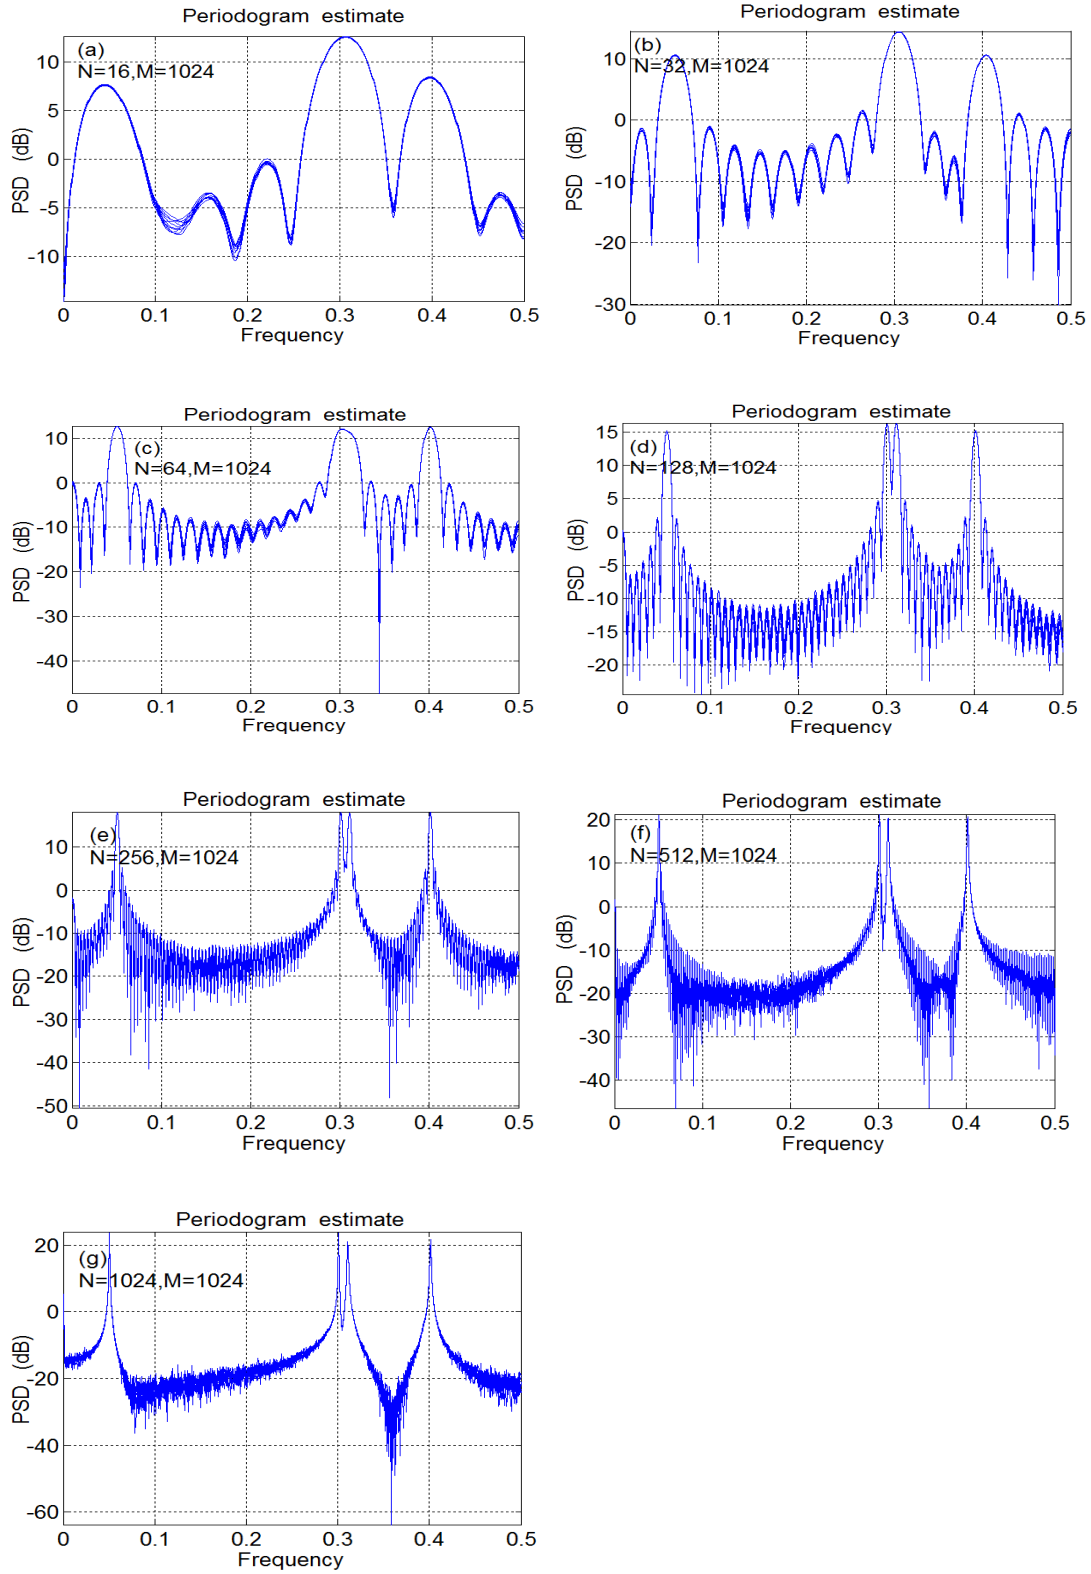 Periodogram estimate
(a)
N=16,M=1024
PSD (dB)
10
5
0
-5
-10
0 0.1 0.2 0.3 0.4 0.5
Frequency
Periodogram estimate
(b)
N=32,M=1024
PSD (dB)
10
0
-10
-20
-30
0 0.1 0.2 0.3 0.4 0.5
Frequency
Periodogram estimate
(c)
N=64,M=1024
PSD (dB)
10
0
-10
-20
-30
-40
0 0.1 0.2 0.3 0.4 0.5
Frequency
Periodogram estimate
(d)
N=128,M=1024
PSD (dB)
15
10
5
0
-5
-10
-15
-20
0 0.1 0.2 0.3 0.4 0.5
Frequency
Periodogram estimate
(e)
N=256,M=1024
PSD (dB)
10
0
-10
-20
-30
-40
-50
0 0.1 0.2 0.3 0.4 0.5
Frequency
Periodogram estimate
(f)
N=512,M=1024
PSD (dB)
20
10
0
-10
-20
-30
-40
0 0.1 0.2 0.3 0.4 0.5
Frequency
Periodogram estimate
(g)
N=1024,M=1024
PSD (dB)
20
0
-20
-40
-60
0 0.1 0.2 0.3 0.4 0.5
Frequency